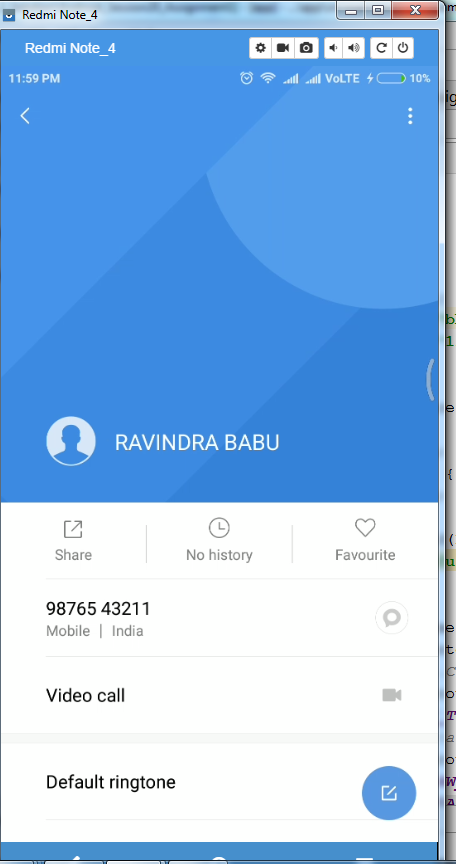 Redmi Note_4
Redmi Note_4
11:59 PM VoLTE 10%
RAVINDRA BABU
Share
No history
Favourite
98765 43211
Mobile | India
Video call
Default ringtone